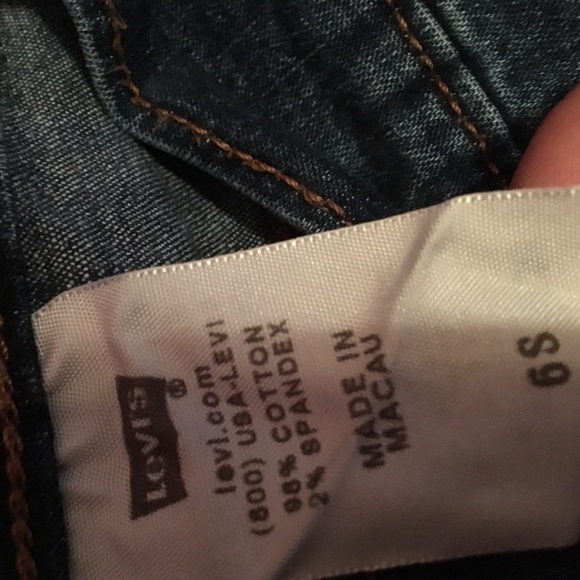 LEVI'S ®
levi.com
(800) USA-LEVI
98% COTTON
2% SPANDEX
MADE IN
MACAU
6S